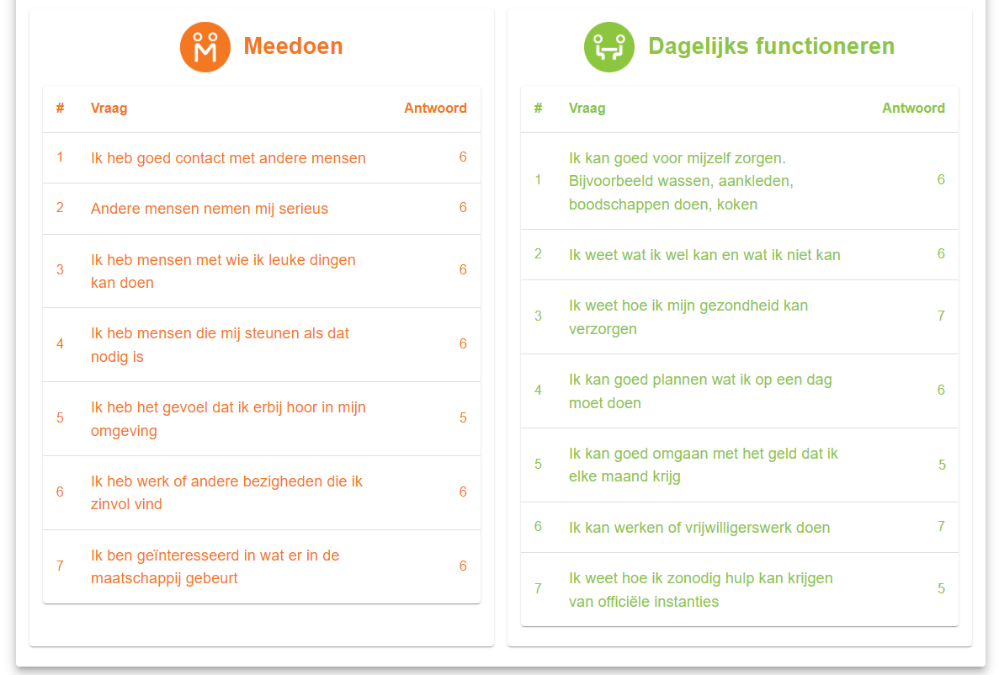 Meedoen
# Vraag Antwoord
1 Ik heb goed contact met andere mensen 6
2 Andere mensen nemen mij serieus 6
Ik heb mensen met wie ik leuke dingen
3 6
kan doen
Ik heb mensen die mij steunen als dat
4 6
nodig is
Ik heb het gevoel dat ik erbij hoor in mijn
5 5
omgeving
Ik heb werk of andere bezigheden die ik
6 6
zinvol vind
Ik ben geïnteresseerd in wat er in de
7 6
maatschappij gebeurt
Dagelijks functioneren
# Vraag Antwoord
Ik kan goed voor mijzelf zorgen.
1 Bijvoorbeeld wassen, aankleden, 6
boodschappen doen, koken
2 Ik weet wat ik wel kan en wat ik niet kan 6
Ik weet hoe ik mijn gezondheid kan
3 7
verzorgen
Ik kan goed plannen wat ik op een dag
4 6
moet doen
Ik kan goed omgaan met het geld dat ik
5 5
elke maand krijg
6 Ik kan werken of vrijwilligerswerk doen 7
Ik weet hoe ik zonodig hulp kan krijgen
7 5
van officiële instanties